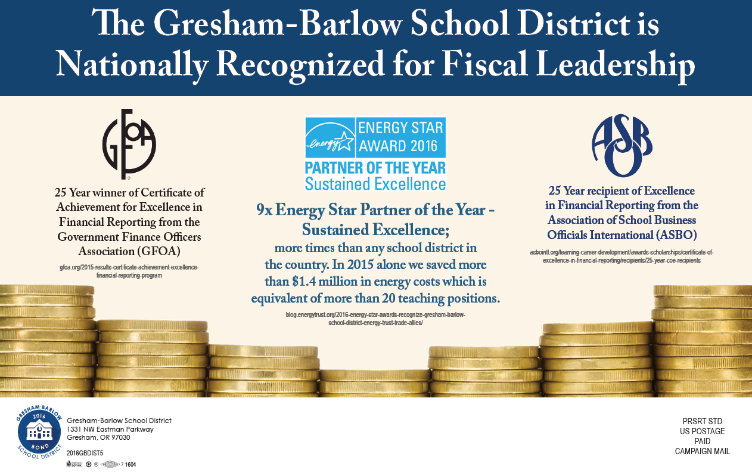 The Gresham-Barlow School District is
Nationally Recognized for Fiscal Leadership
GFOA
25 Year winner of Certificate of
Achievement for Excellence in
Financial Reporting from the
Government Finance Officers
Association (GFOA)
gfoa.org/2015-results-certificate-achievement-excellence-
financial-reporting-program
energy
ENERGY STAR
AWARD 2016
PARTNER OF THE YEAR
Sustained Excellence
9x Energy Star Partner of the Year -
Sustained Excellence;
more times than any school district in
the country. In 2015 alone we saved more
than $1.4 million in energy costs which is
equivalent of more than 20 teaching positions.
blog.energytrust.org/2016-energy-star-awards-recognize-gresham-barlow-
school-district-energy-trust-trade-allies/
ASBO
25 Year recipient of Excellence
in Financial Reporting from the
Association of School Business
Officials International (ASBO)
asbointl.org/learning-career-development/awards-scholarships/certificate-of-
excellence-in-financial-reporting/recipients/25-year-coe-recipients
GRESHAM-BARLOW
2016
BOND
SCHOOL DISTRICT
Gresham-Barlow School District
1331 NW Eastman Parkway
Gresham, OR 97030
2016GBDIST5
1601
PRSRT STD
US POSTAGE
PAID
CAMPAIGN MAIL